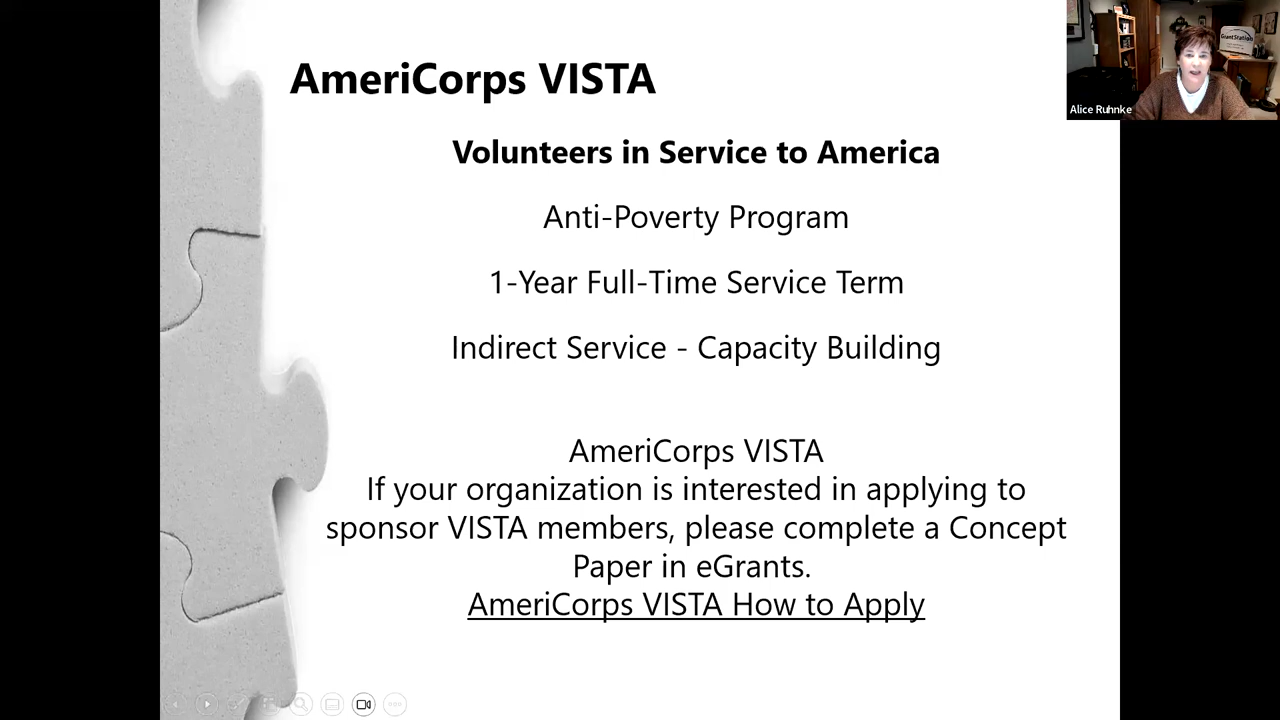 AmeriCorps VISTA
Volunteers in Service to America
Anti-Poverty Program
1-Year Full-Time Service Term
Indirect Service - Capacity Building
AmeriCorps VISTA
If your organization is interested in applying to
sponsor VISTA members, please complete a Concept
Paper in eGrants.
AmeriCorps VISTA How to Apply
GrantStation
Alice Ruhnke